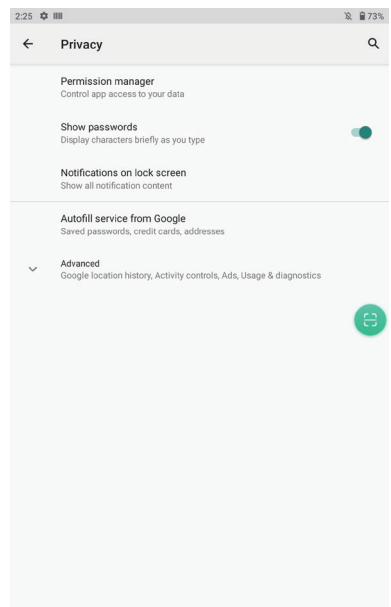 2:25
73%
Privacy
Permission manager
Control app access to your data
Show passwords
Display characters briefly as you type
Notifications on lock screen
Show all notification content
Autofill service from Google
Saved passwords, credit cards, addresses
Advanced
Google location history, Activity controls, Ads, Usage & diagnostics